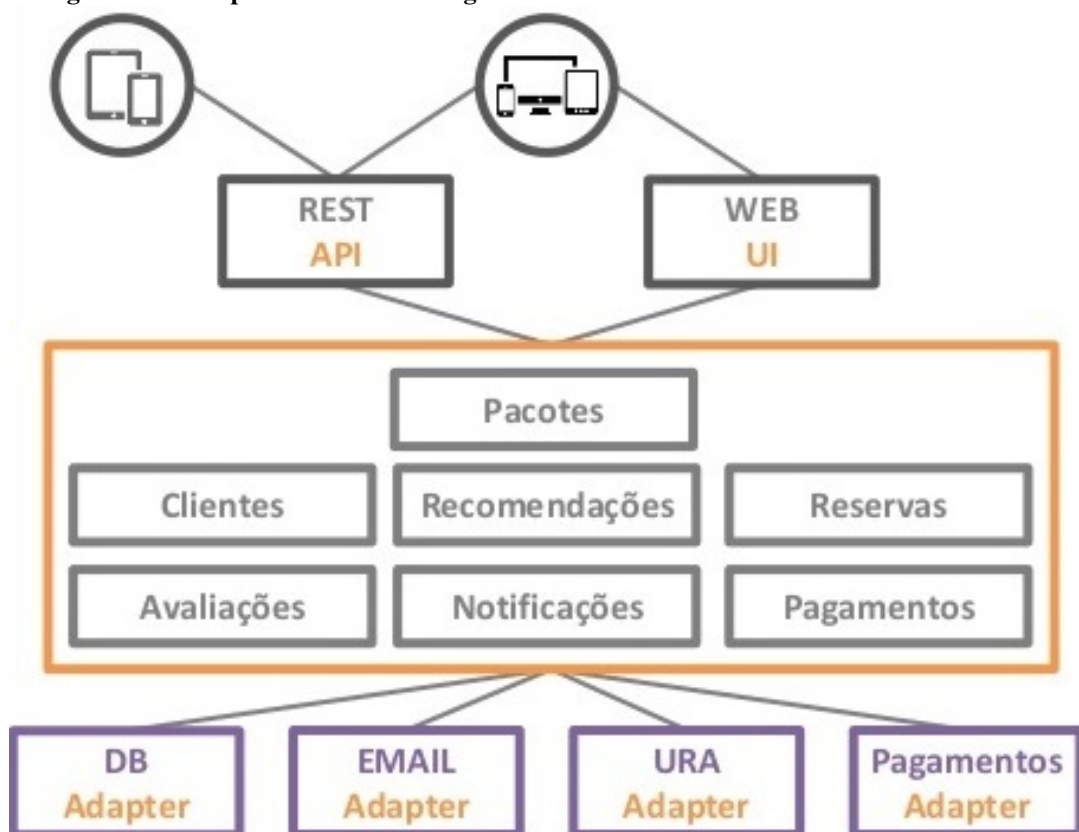 REST
API
WEB
UI
Pacotes
Clientes
Recomendações
Reservas
Avaliações
Notificações
Pagamentos
DB
Adapter
EMAIL
Adapter
URA
Adapter
Pagamentos
Adapter